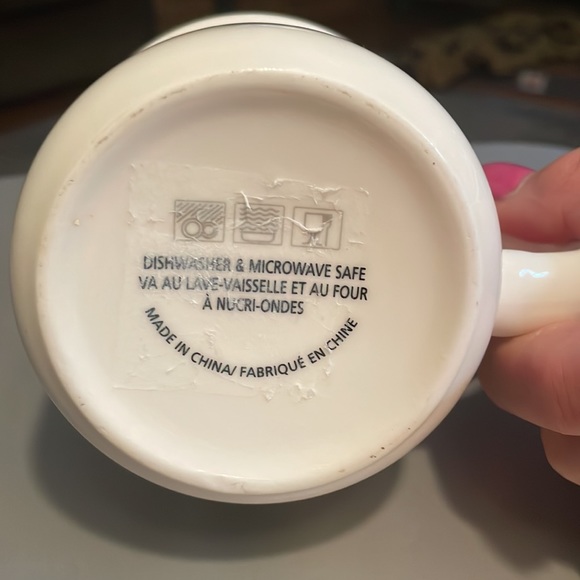 DISHWASHER & MICROWAVE SAFE
VA AU LAVE-VAISSELLE ET AU FOUR
À NUCRI-ONDES
MADE IN CHINA/ FABRIQUÉ EN CHINE